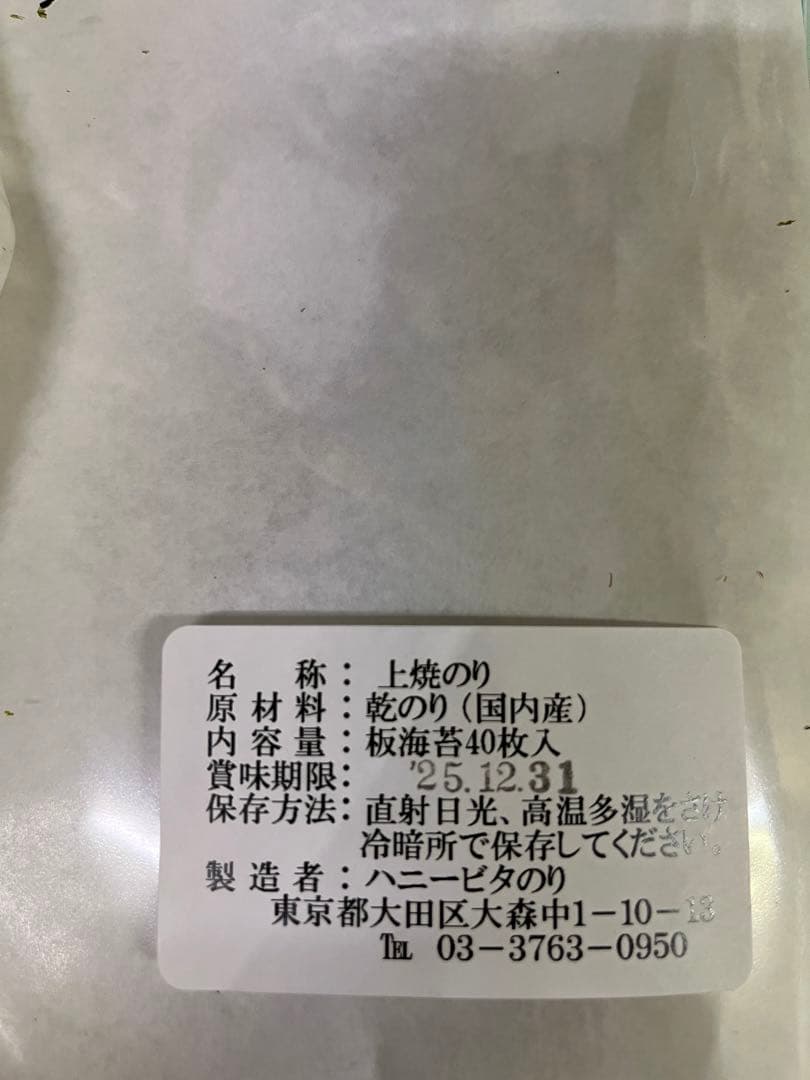 名称：上焼のり
原材料：乾のり（国内産）
内容量：板海苔40枚入
賞味期限：'25.12.31
保存方法：直射日光、高温多湿をさけ
冷暗所で保存してください。
製造者：ハニービタのり
東京都大田区大森中1－10－13
℡ 03－3763－0950